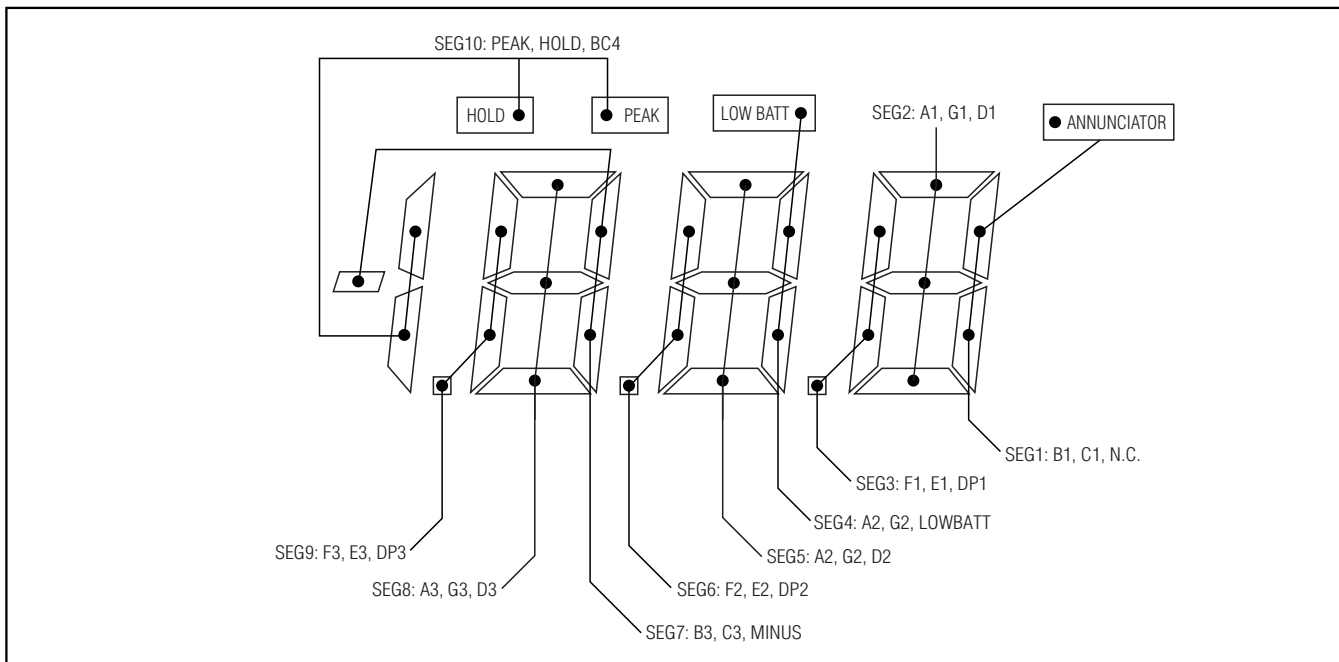 SEG10: PEAK, HOLD, BC4
HOLD
PEAK
LOW BATT
SEG2: A1, G1, D1
ANNUNCIATOR
SEG1: B1, C1, N.C.
SEG3: F1, E1, DP1
SEG4: A2, G2, LOWBATT
SEG9: F3, E3, DP3
SEG5: A2, G2, D2
SEG8: A3, G3, D3
SEG6: F2, E2, DP2
SEG7: B3, C3, MINUS